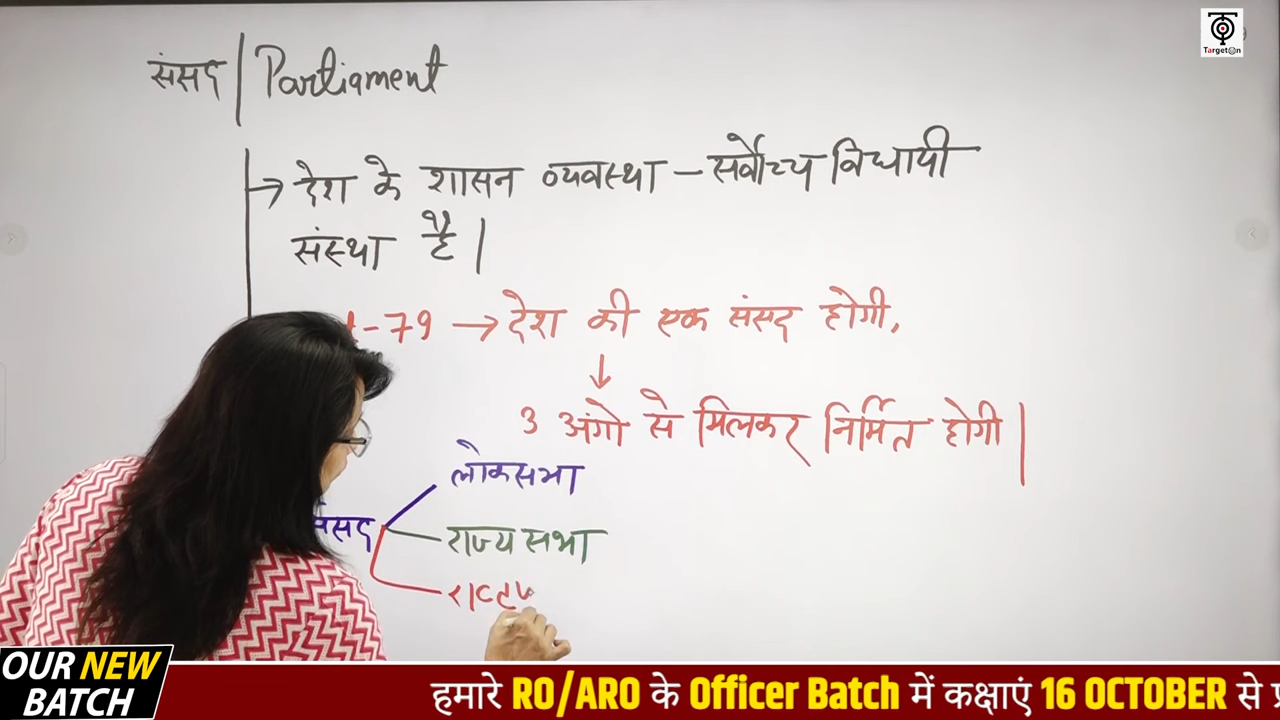 TargetOn
संसद | Parliament
→ देश के शासन व्यवस्था – सर्वोच्च विधायी
संस्था है |
-79 → देश की एक संसद होगी,
↓
3 अंगो से मिलकर निर्मित होगी |
लोकसभा
संसद राज्य सभा
OUR NEW
BATCH
हमारे RO/ARO के Officer Batch में कक्षाएं 16 OCTOBER से